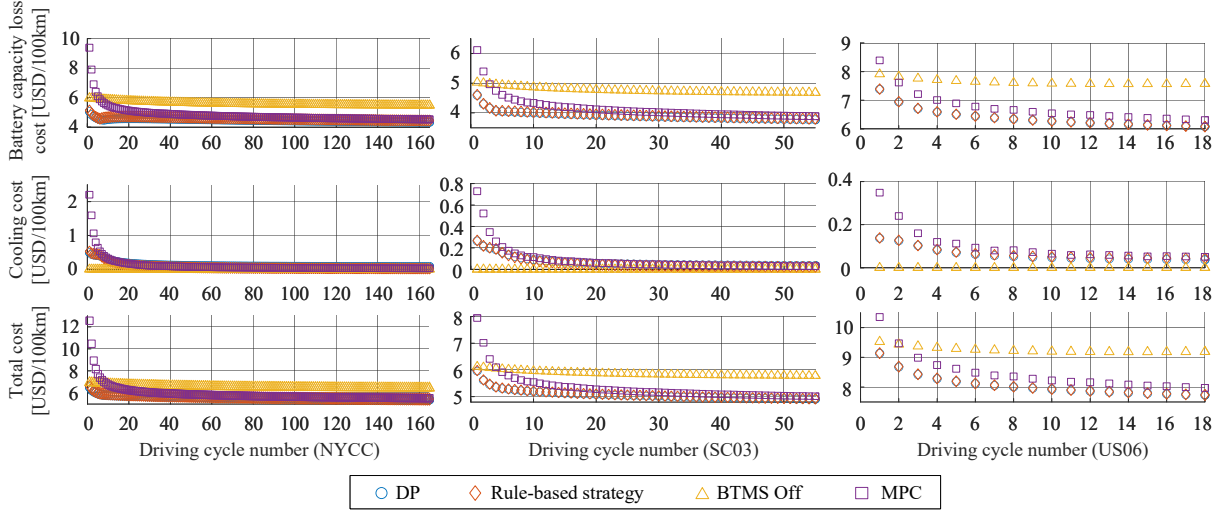 Battery capacity loss
cost [USD/100km]
10
8
6
4
0 20 40 60 80 100 120 140 160
6
5
4
0 10 20 30 40 50
9
8
7
6
0 2 4 6 8 10 12 14 16 18
Cooling cost
[USD/100km]
2
1
0
0 20 40 60 80 100 120 140 160
0.8
0.6
0.4
0.2
0
0 10 20 30 40 50
0.4
0.2
0
0 2 4 6 8 10 12 14 16 18
Total cost
[USD/100km]
12
10
8
6
0 20 40 60 80 100 120 140 160
8
7
6
5
0 10 20 30 40 50
10
9
8
0 2 4 6 8 10 12 14 16 18
Driving cycle number (NYCC)
Driving cycle number (SC03)
Driving cycle number (US06)
DP Rule-based strategy BTMS Off MPC